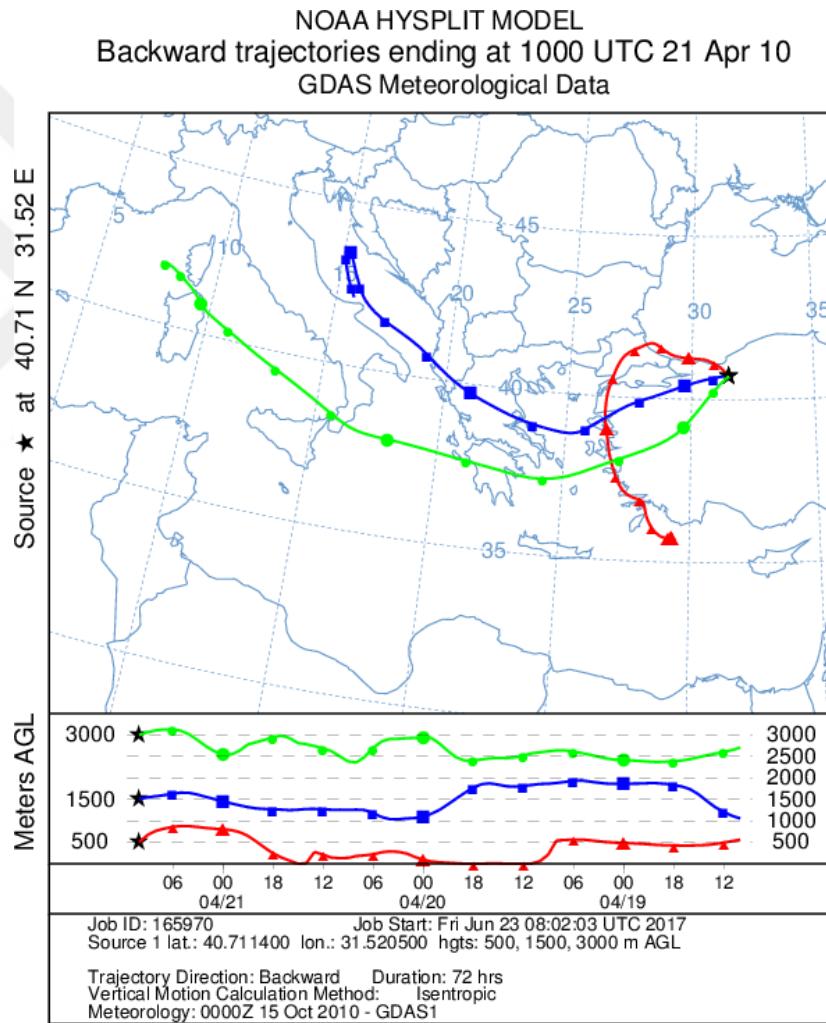 NOAA HYSPLIT MODEL
Backward trajectories ending at 1000 UTC 21 Apr 10
GDAS Meteorological Data
Source ★ at 40.71 N 31.52 E
5
10
15
20
45
25
30
35
40
35
Meters AGL
3000
1500
500
3000
2500
2000
1500
1000
500
06 00 18 12 06 00 18 12 06 00 18 12
04/21 04/20 04/19
Job ID: 165970 Job Start: Fri Jun 23 08:02:03 UTC 2017
Source 1 lat.: 40.711400 lon.: 31.520500 hgts: 500, 1500, 3000 m AGL
Trajectory Direction: Backward Duration: 72 hrs
Vertical Motion Calculation Method: Isentropic
Meteorology: 0000Z 15 Oct 2010 - GDAS1